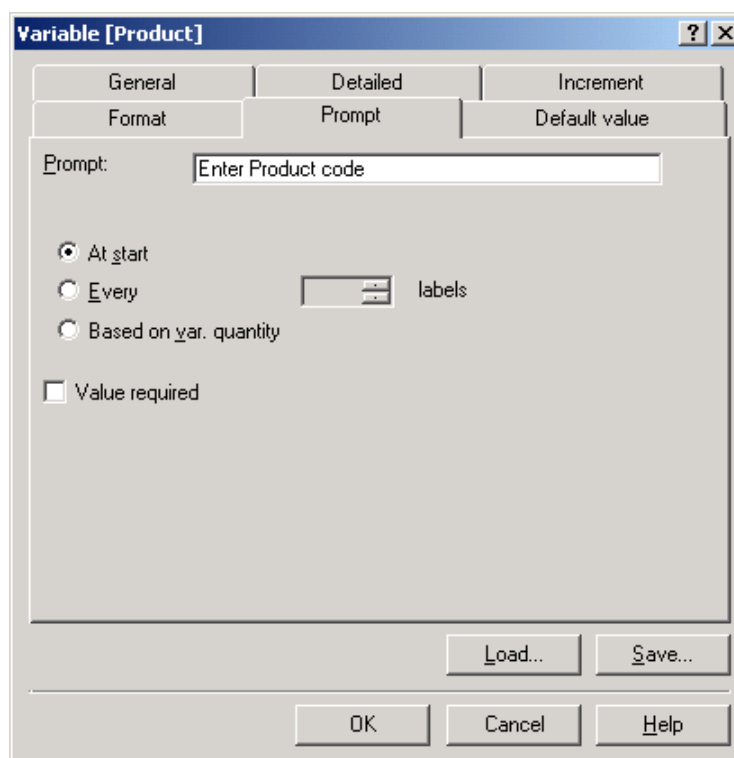 Variable [Product]
General Detailed Increment
Format Prompt Default value
Prompt: Enter Product code
At start
Every labels
Based on var. quantity
Value required
Load... Save...
OK Cancel Help